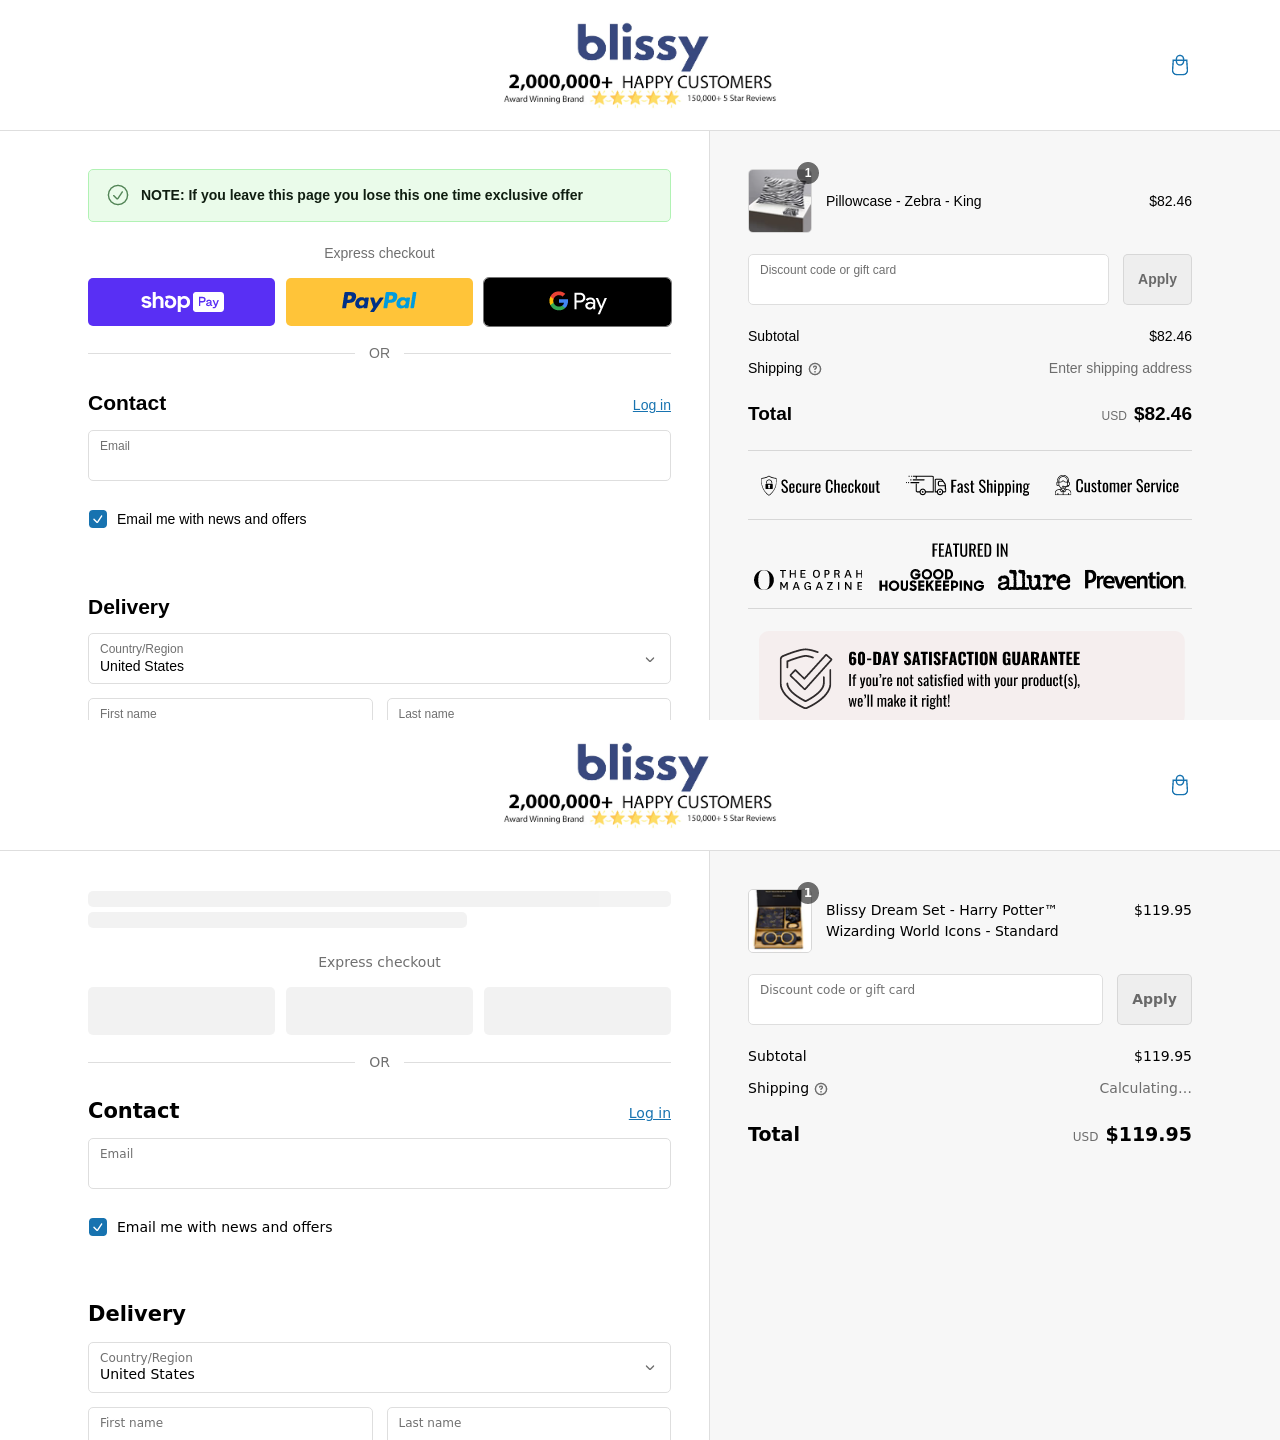 blissy
2,000,000+ HAPPY CUSTOMERS
Award Winning Brand 150,000+ 5 Star Reviews
NOTE: If you leave this page you lose this one time exclusive offer
Express checkout
shop Pay
PayPal
G Pay
OR
Contact
Log in
Email
Email me with news and offers
Delivery
Country/Region
United States
First name
Last name
1
Pillowcase - Zebra - King
$82.46
Discount code or gift card
Apply
Subtotal
$82.46
Shipping
Enter shipping address
Total
USD $82.46
Secure Checkout
Fast Shipping
Customer Service
FEATURED IN
O THE OPRAH
MAGAZINE
GOOD
HOUSEKEEPING
allure
Prevention.
60-DAY SATISFACTION GUARANTEE
If you're not satisfied with your product(s),
we'll make it right!
blissy
2,000,000+ HAPPY CUSTOMERS
Award Winning Brand 150,000+ 5 Star Reviews
Express checkout
OR
Contact
Log in
Email
Email me with news and offers
Delivery
Country/Region
United States
First name
Last name
1
Blissy Dream Set - Harry Potter™
Wizarding World Icons - Standard
$119.95
Discount code or gift card
Apply
Subtotal
$119.95
Shipping
Calculating...
Total
USD $119.95